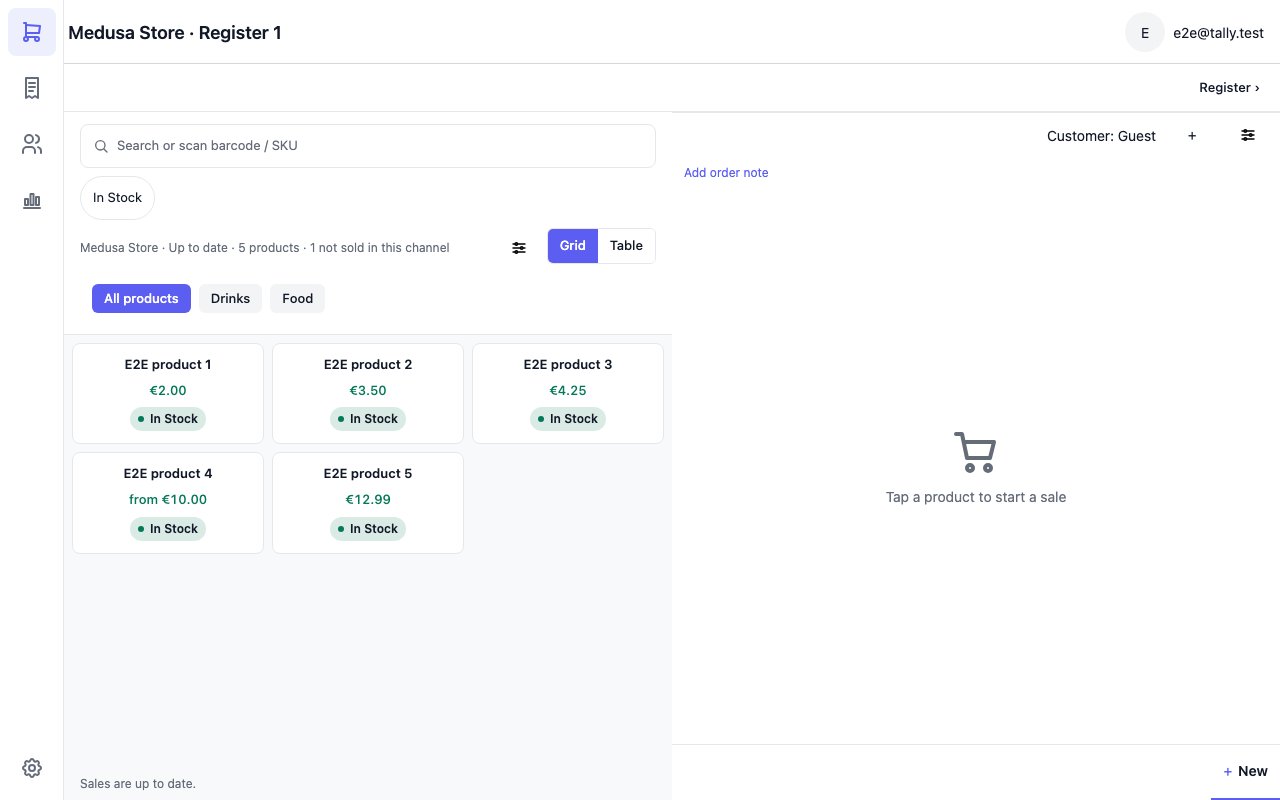 Medusa Store · Register 1
E
e2e@tally.test
Register ›
Search or scan barcode / SKU
In Stock
Medusa Store · Up to date · 5 products · 1 not sold in this channel
Grid
Table
All products
Drinks
Food
E2E product 1
€2.00
In Stock
E2E product 2
€3.50
In Stock
E2E product 3
€4.25
In Stock
E2E product 4
from €10.00
In Stock
E2E product 5
€12.99
In Stock
Sales are up to date.
Customer: Guest
+
Add order note
Tap a product to start a sale
+ New